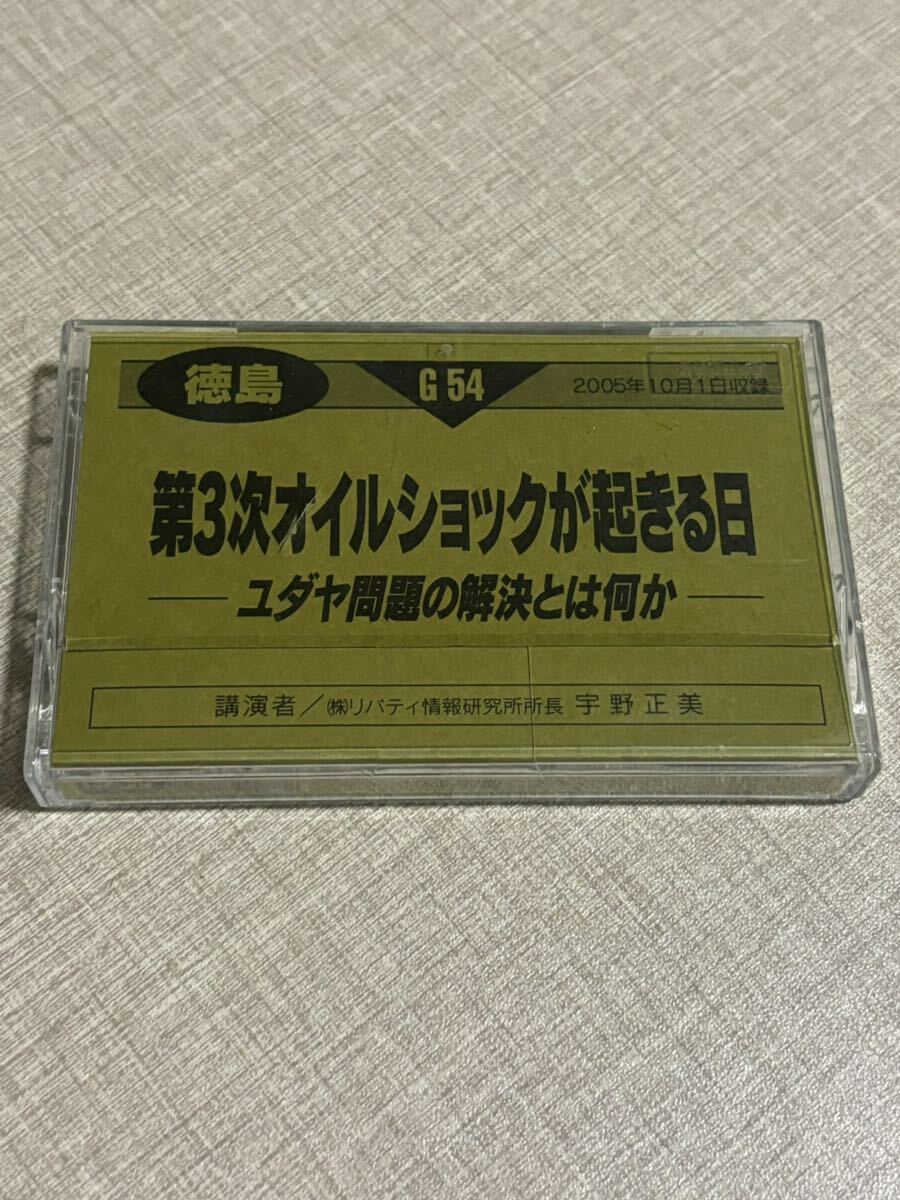 徳島
G 54
2005年10月1日収録
第3次オイルショックが起きる日
―ユダヤ問題の解決とは何か―
講演者／㈱リバティ情報研究所所長 宇野正美